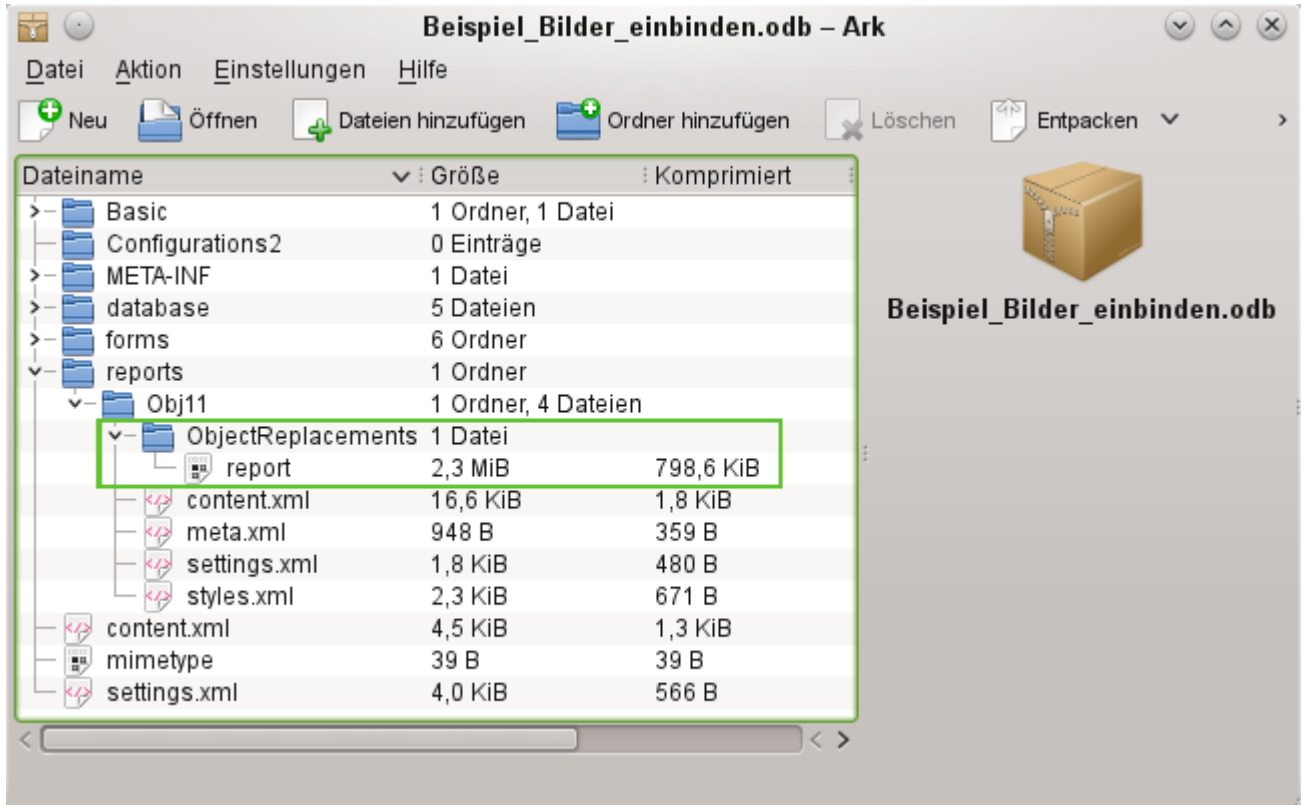 Beispiel_Bilder_einbinden.odb – Ark
Datei Aktion Einstellungen Hilfe
Neu Öffnen Dateien hinzufügen Ordner hinzufügen Löschen Entpacken
Dateiname Größe Komprimiert
Basic 1 Ordner, 1 Datei
Configurations2 0 Einträge
META-INF 1 Datei
database 5 Dateien
forms 6 Ordner
reports 1 Ordner
Obj11 1 Ordner, 4 Dateien
ObjectReplacements 1 Datei
report 2,3 MiB 798,6 KiB
content.xml 16,6 KiB 1,8 KiB
meta.xml 948 B 359 B
settings.xml 1,8 KiB 480 B
styles.xml 2,3 KiB 671 B
content.xml 4,5 KiB 1,3 KiB
mimetype 39 B 39 B
settings.xml 4,0 KiB 566 B
Beispiel_Bilder_einbinden.odb